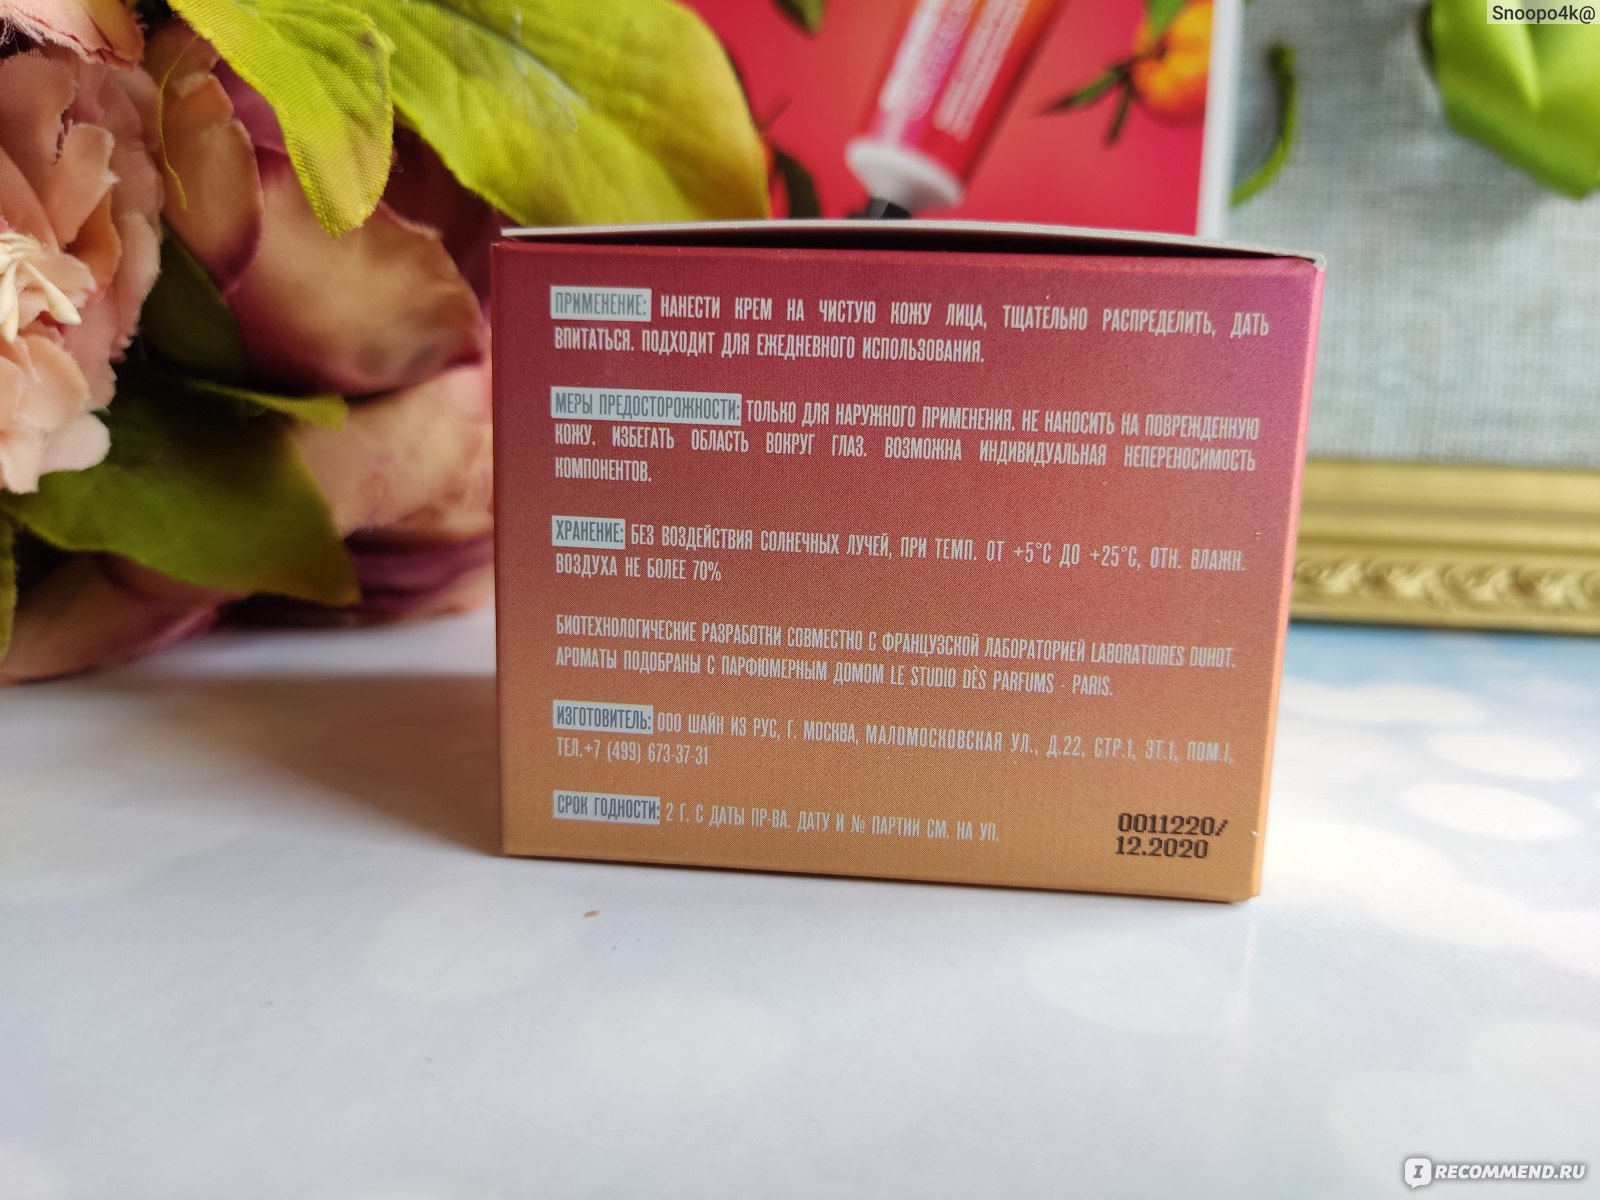 Snoopo4k@
ПРИМЕНЕНИЕ: НАНЕСТИ КРЕМ НА ЧИСТУЮ КОЖУ ЛИЦА, ТЩАТЕЛЬНО РАСПРЕДЕЛИТЬ, ДАТЬ
ВПИТАТЬСЯ. ПОДХОДИТ ДЛЯ ЕЖЕДНЕВНОГО ИСПОЛЬЗОВАНИЯ.
МЕРЫ ПРЕДОСТОРОЖНОСТИ: ТОЛЬКО ДЛЯ НАРУЖНОГО ПРИМЕНЕНИЯ. НЕ НАНОСИТЬ НА ПОВРЕЖДЕННУЮ
КОЖУ. ИЗБЕГАТЬ ОБЛАСТЬ ВОКРУГ ГЛАЗ. ВОЗМОЖНА ИНДИВИДУАЛЬНАЯ НЕПЕРЕНОСИМОСТЬ
КОМПОНЕНТОВ.
ХРАНЕНИЕ: БЕЗ ВОЗДЕЙСТВИЯ СОЛНЕЧНЫХ ЛУЧЕЙ, ПРИ ТЕМП. ОТ +5°С ДО +25°С, ОТН. ВЛАЖН.
ВОЗДУХА НЕ БОЛЕЕ 70%
БИОТЕХНОЛОГИЧЕСКИЕ РАЗРАБОТКИ СОВМЕСТНО С ФРАНЦУЗСКОЙ ЛАБОРАТОРИЕЙ LABORATOIRES DUHOT.
АРОМАТЫ ПОДОБРАНЫ С ПАРФЮМЕРНЫМ ДОМОМ LE STUDIO DÈS PARFUMS - PARIS.
ИЗГОТОВИТЕЛЬ: ООО ШАЙН ИЗ РУС, Г. МОСКВА, МАЛОМОСКОВСКАЯ УЛ., Д.22, СТР.1, ЭТ.1, ПОМ.I,
ТЕЛ.+7 (499) 673-37-31
СРОК ГОДНОСТИ: 2 Г. С ДАТЫ ПР-ВА. ДАТУ И № ПАРТИИ СМ. НА УП.
0011220/
12.2020
IRECOMMEND.RU